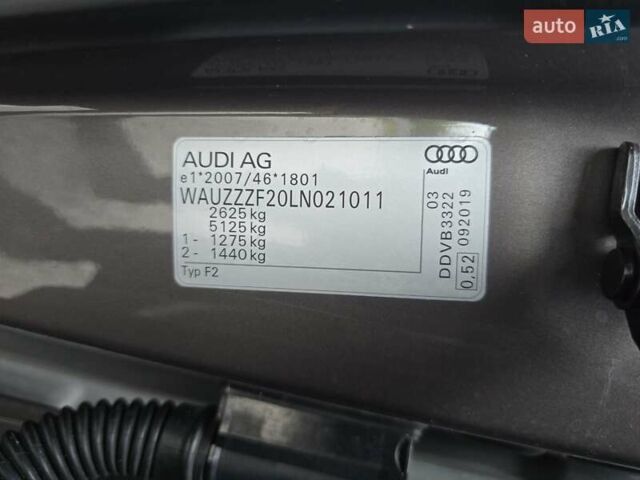 auto RIA.com
AUDI AG
e1*2007/46*1801
WAUZZZF20LN021011
2625 kg
5125 kg
1 - 1275 kg
2 - 1440 kg
Typ F2
Audi
03
DDVB3322
0,52 092019